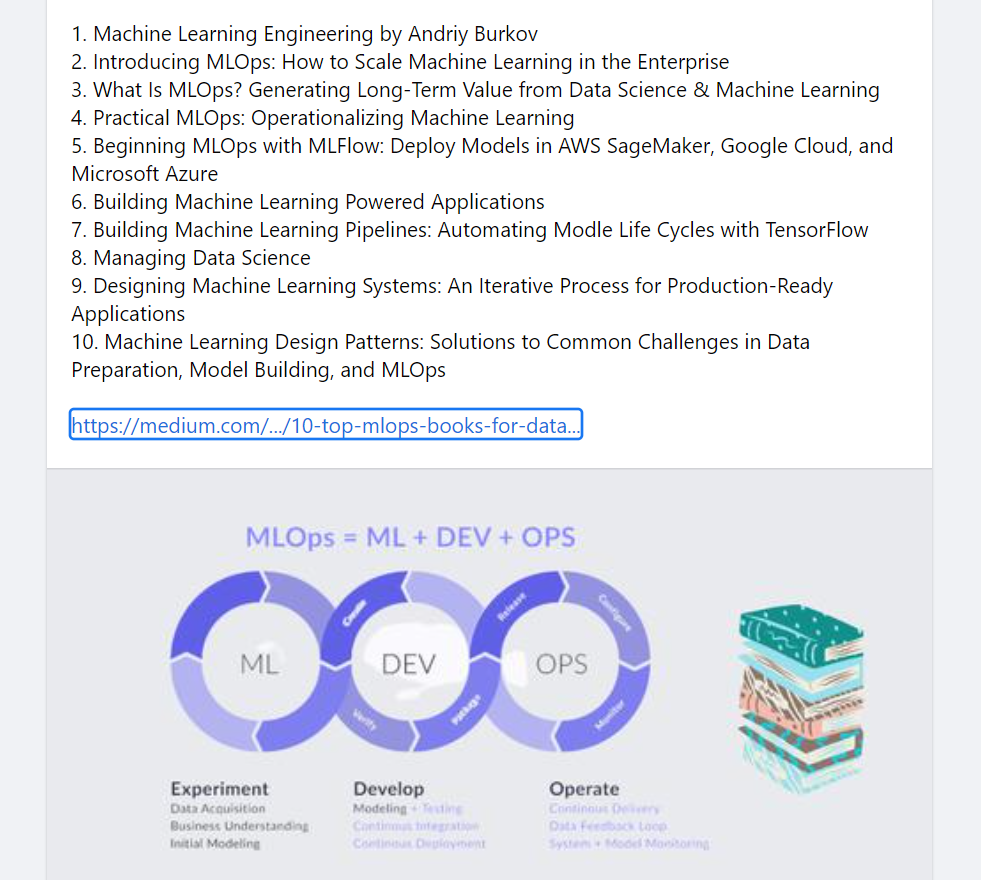 1. Machine Learning Engineering by Andriy Burkov
2. Introducing MLOps: How to Scale Machine Learning in the Enterprise
3. What Is MLOps? Generating Long-Term Value from Data Science & Machine Learning
4. Practical MLOps: Operationalizing Machine Learning
5. Beginning MLOps with MLFlow: Deploy Models in AWS SageMaker, Google Cloud, and
Microsoft Azure
6. Building Machine Learning Powered Applications
7. Building Machine Learning Pipelines: Automating Modle Life Cycles with TensorFlow
8. Managing Data Science
9. Designing Machine Learning Systems: An Iterative Process for Production-Ready
Applications
10. Machine Learning Design Patterns: Solutions to Common Challenges in Data
Preparation, Model Building, and MLOps
https://medium.com/.../10-top-mlops-books-for-data...
MLOps = ML + DEV + OPS
Create
Release
Configure
ML
DEV
OPS
Verify
Package
Monitor
Experiment
Data Acquisition
Business Understanding
Initial Modeling
Develop
Modeling + Testing
Continous Integration
Continous Deployment
Operate
Continous Delivery
Data Feedback Loop
System + Model Monitoring